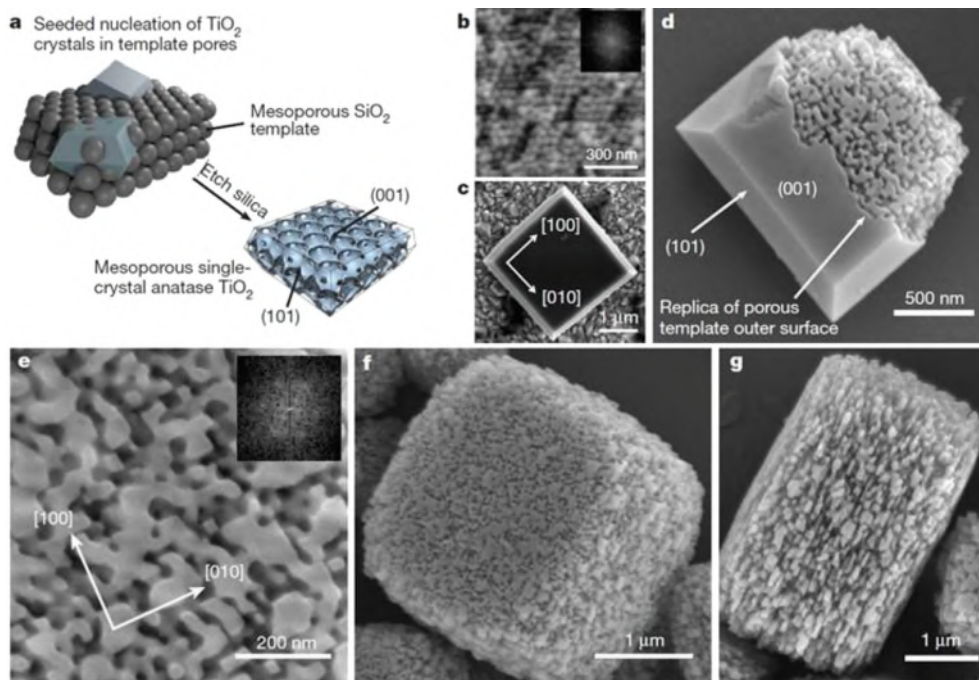 a Seeded nucleation of TiO₂
crystals in template pores
Mesoporous SiO₂
template
Etch silica
(001)
Mesoporous single-
crystal anatase TiO₂
(101)
b
300 nm
c
[100]
[010]
1 μm
d
(001)
(101)
Replica of porous
template outer surface
500 nm
e
[100]
[010]
200 nm
f
1 μm
g
1 μm